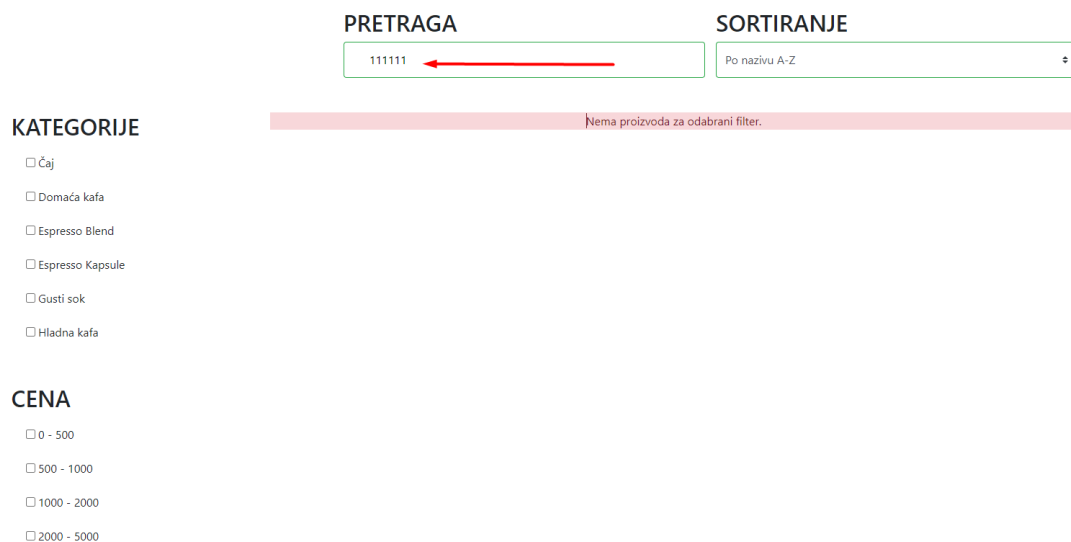 PRETRAGA
SORTIRANJE
111111
Po nazivu A-Z
KATEGORIJE
Nema proizvoda za odabrani filter.
Čaj
Domaća kafa
Espresso Blend
Espresso Kapsule
Gusti sok
Hladna kafa
CENA
0 - 500
500 - 1000
1000 - 2000
2000 - 5000